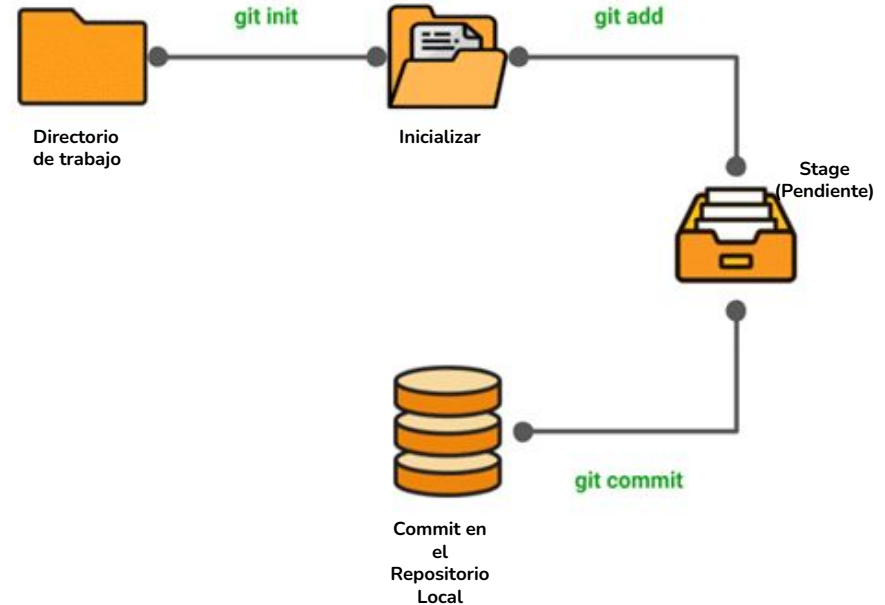 git init
git add
Directorio
de trabajo
Inicializar
Stage
(Pendiente)
git commit
Commit en
el
Repositorio
Local